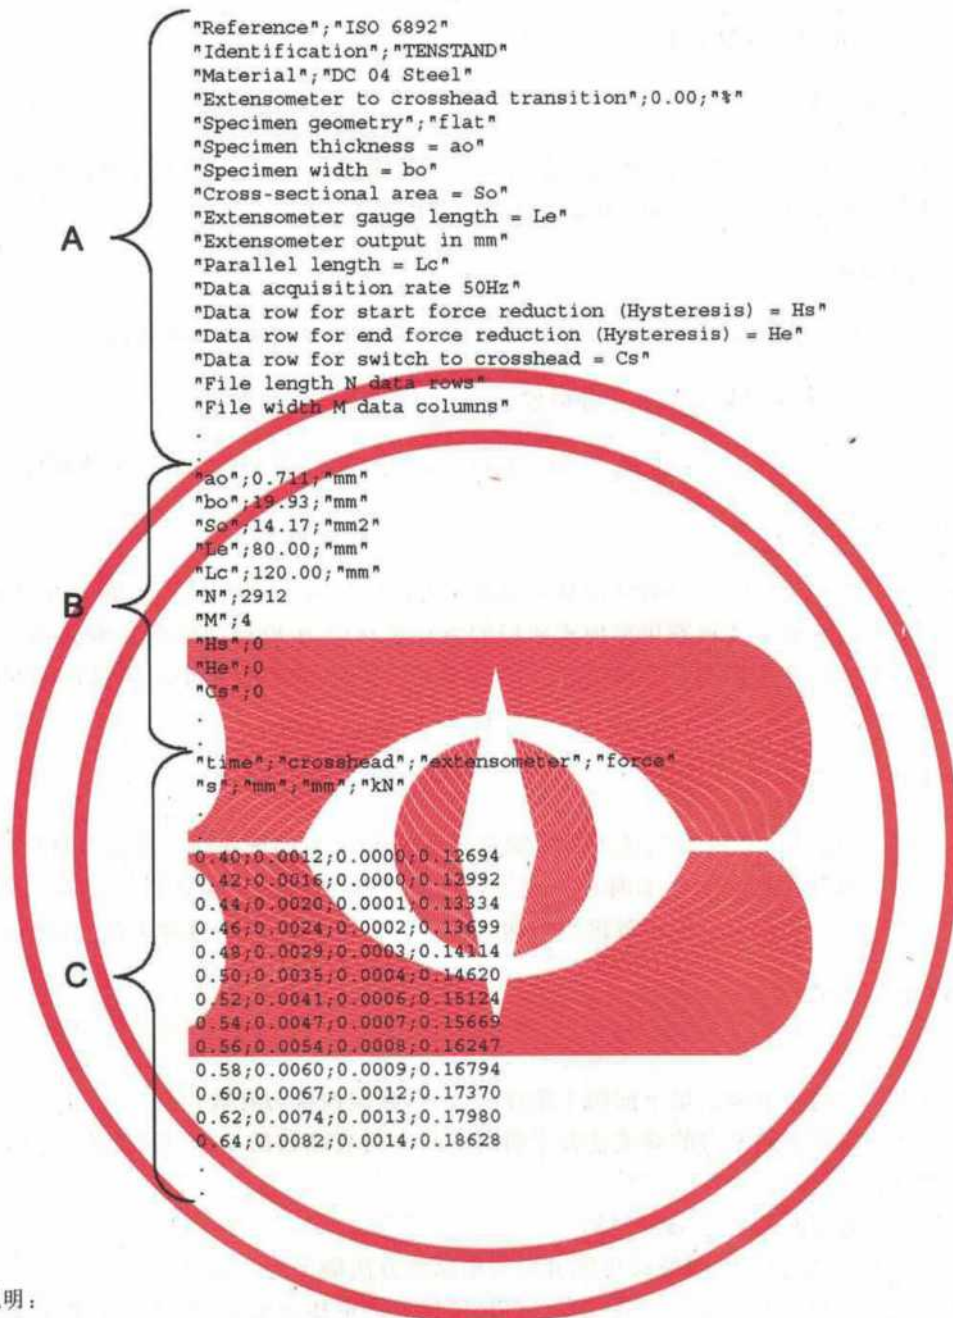 "Reference";"ISO 6892"
"Identification";"TENSTAND"
"Material";"DC 04 Steel"
"Extensometer to crosshead transition";0.00;"%"
"Specimen geometry";"flat"
"Specimen thickness = ao"
"Specimen width = bo"
"Cross-sectional area = So"
"Extensometer gauge length = Le"
A
"Extensometer output in mm"
"Parallel length = Lc"
"Data acquisition rate 50Hz"
"Data row for start force reduction (Hysteresis) = Hs"
"Data row for end force reduction (Hysteresis) = He"
"Data row for switch to crosshead = Cs"
"File length N data rows"
"File width M data columns"
.
.
"ao";0.711;"mm"
"bo";19.93;"mm"
"So";14.17;"mm2"
"Le";80.00;"mm"
"Lc";120.00;"mm"
B
"N";2912
"M";4
"Hs";0
"He";0
"Cs";0
.
.
"time";"crosshead";"extensometer";"force"
"s";"mm";"mm";"kN"
.
.
0.40;0.0012;0.0000;0.12694
0.42;0.0016;0.0000;0.12992
0.44;0.0020;0.0001;0.13334
0.46;0.0024;0.0002;0.13699
0.48;0.0029;0.0003;0.14114
C
0.50;0.0035;0.0004;0.14620
0.52;0.0041;0.0006;0.15124
0.54;0.0047;0.0007;0.15669
0.56;0.0054;0.0008;0.16247
0.58;0.0060;0.0009;0.16794
0.60;0.0067;0.0012;0.17370
0.62;0.0074;0.0013;0.17980
0.64;0.0082;0.0014;0.18628
.
.
明：